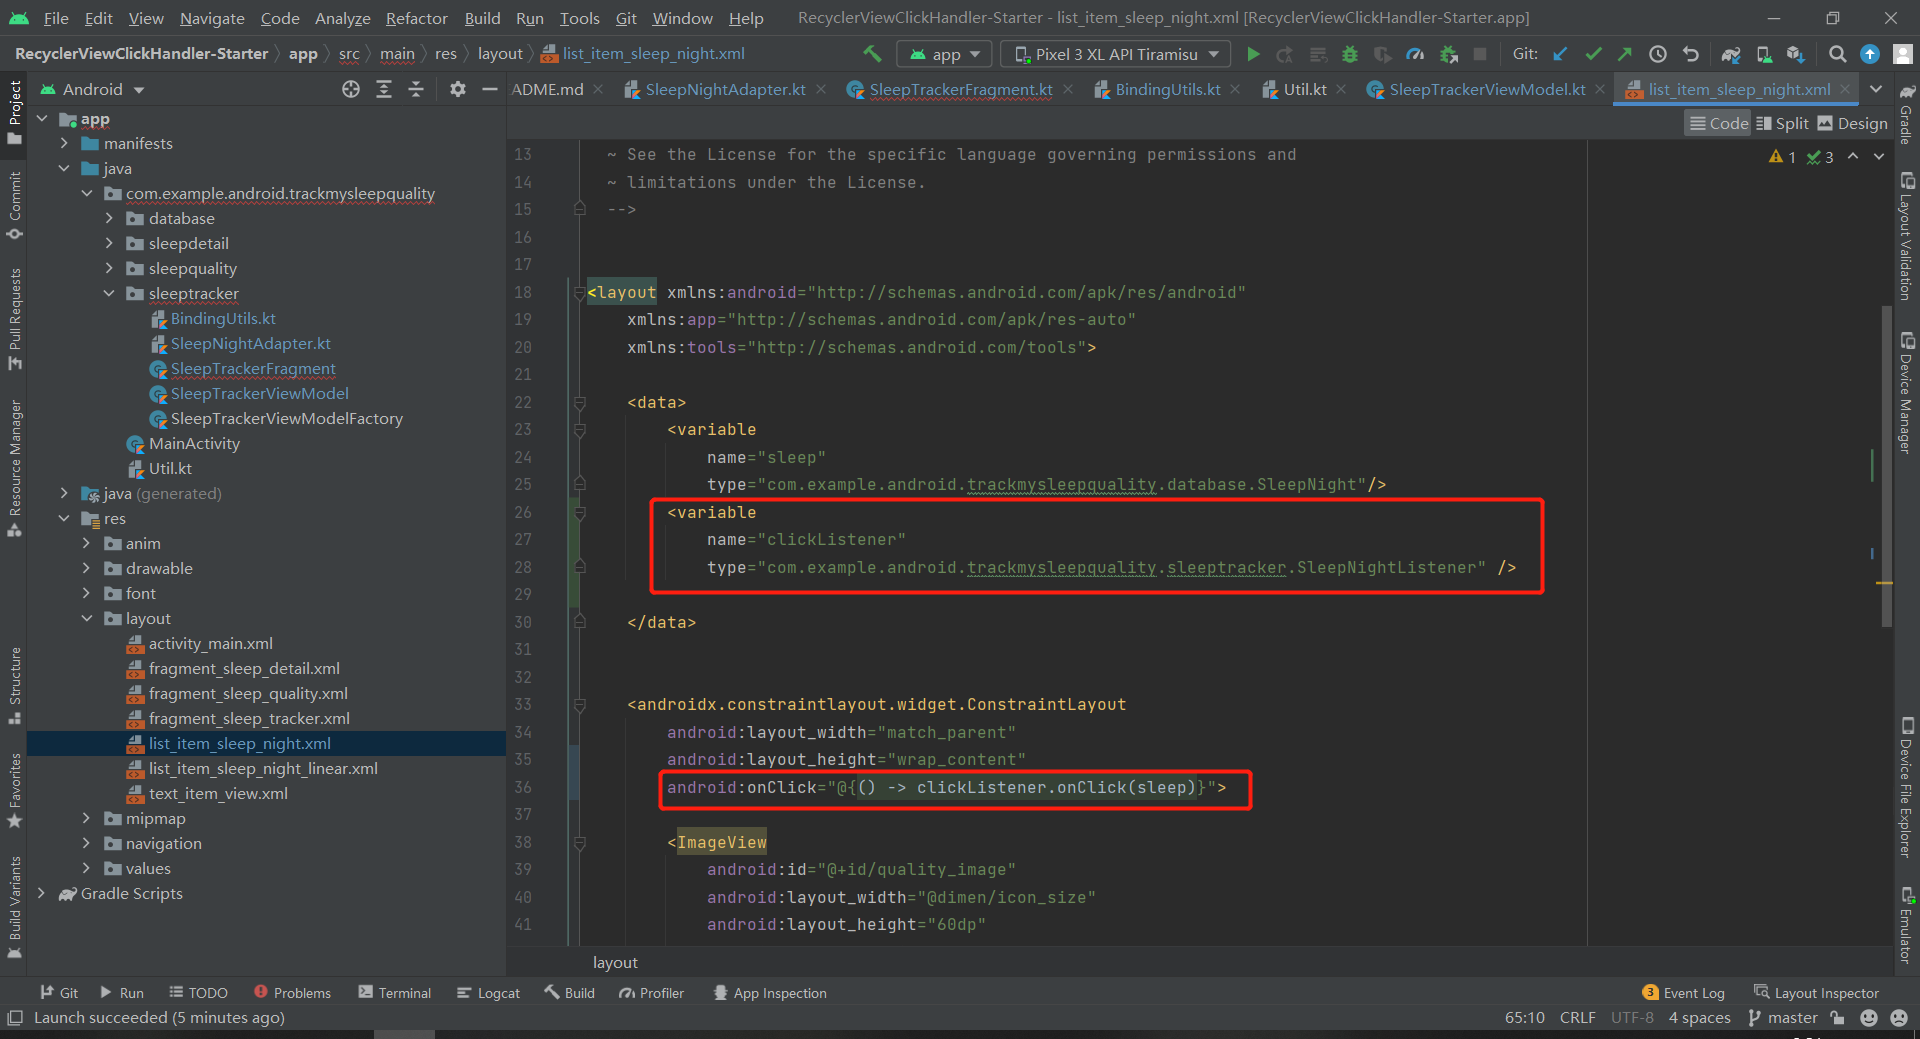 File Edit View Navigate Code Analyze Refactor Build Run Tools Git Window Help RecyclerViewClickHandler-Starter - list_item_sleep_night.xml [RecyclerViewClickHandler-Starter.app]
RecyclerViewClickHandler-Starter app src main res layout list_item_sleep_night.xml app Pixel 3 XL API Tiramisu Git:
Android
ADME.md SleepNightAdapter.kt SleepTrackerFragment.kt BindingUtils.kt Util.kt SleepTrackerViewModel.kt list_item_sleep_night.xml
Code Split Design
1 3
Project
Commit
Pull Requests
Resource Manager
Structure
Favorites
Build Variants
app
manifests
java
com.example.android.trackmysleepquality
database
sleepdetail
sleepquality
sleeptracker
BindingUtils.kt
SleepNightAdapter.kt
SleepTrackerFragment
SleepTrackerViewModel
SleepTrackerViewModelFactory
MainActivity
Util.kt
java (generated)
res
anim
drawable
font
layout
activity_main.xml
fragment_sleep_detail.xml
fragment_sleep_quality.xml
fragment_sleep_tracker.xml
list_item_sleep_night.xml
list_item_sleep_night_linear.xml
text_item_view.xml
mipmap
navigation
values
Gradle Scripts
13 ~ See the License for the specific language governing permissions and
14 ~ limitations under the License.
15 -->
16
17
18 <layout xmlns:android="http://schemas.android.com/apk/res/android"
19 xmlns:app="http://schemas.android.com/apk/res-auto"
20 xmlns:tools="http://schemas.android.com/tools">
21
22 <data>
23 <variable
24 name="sleep"
25 type="com.example.android.trackmysleepquality.database.SleepNight"/>
26 <variable
27 name="clickListener"
28 type="com.example.android.trackmysleepquality.sleeptracker.SleepNightListener" />
29
30 </data>
31
32
33 <androidx.constraintlayout.widget.ConstraintLayout
34 android:layout_width="match_parent"
35 android:layout_height="wrap_content"
36 android:onClick="@{() -> clickListener.onClick(sleep)}">
37
38 <ImageView
39 android:id="@+id/quality_image"
40 android:layout_width="@dimen/icon_size"
41 android:layout_height="60dp"
layout
Gradle
Layout Validation
Device Manager
Device File Explorer
Emulator
Git Run TODO Problems Terminal Logcat Build Profiler App Inspection 3 Event Log Layout Inspector
Launch succeeded (5 minutes ago) 65:10 CRLF UTF-8 4 spaces master